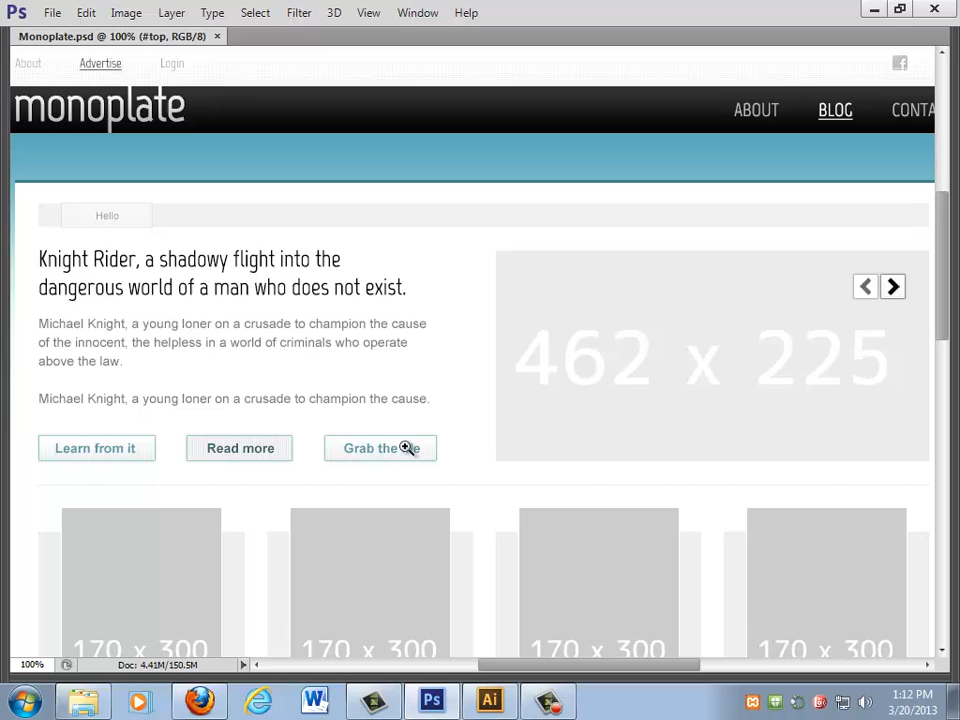 Ps File Edit Image Layer Type Select Filter 3D View Window Help
Monoplate.psd @ 100% (#top, RGB/8) ×
About Advertise Login
monoplate ABOUT BLOG CONTA
Hello
Knight Rider, a shadowy flight into the
dangerous world of a man who does not exist.
Michael Knight, a young loner on a crusade to champion the cause
of the innocent, the helpless in a world of criminals who operate
above the law.
Michael Knight, a young loner on a crusade to champion the cause.
462 x 225
Learn from it Read more Grab the
170 x 300 170 x 300 170 x 300 170 x 300
100% Doc: 4.41M/150.5M
W Ps Ai
1:12 PM
3/20/2013